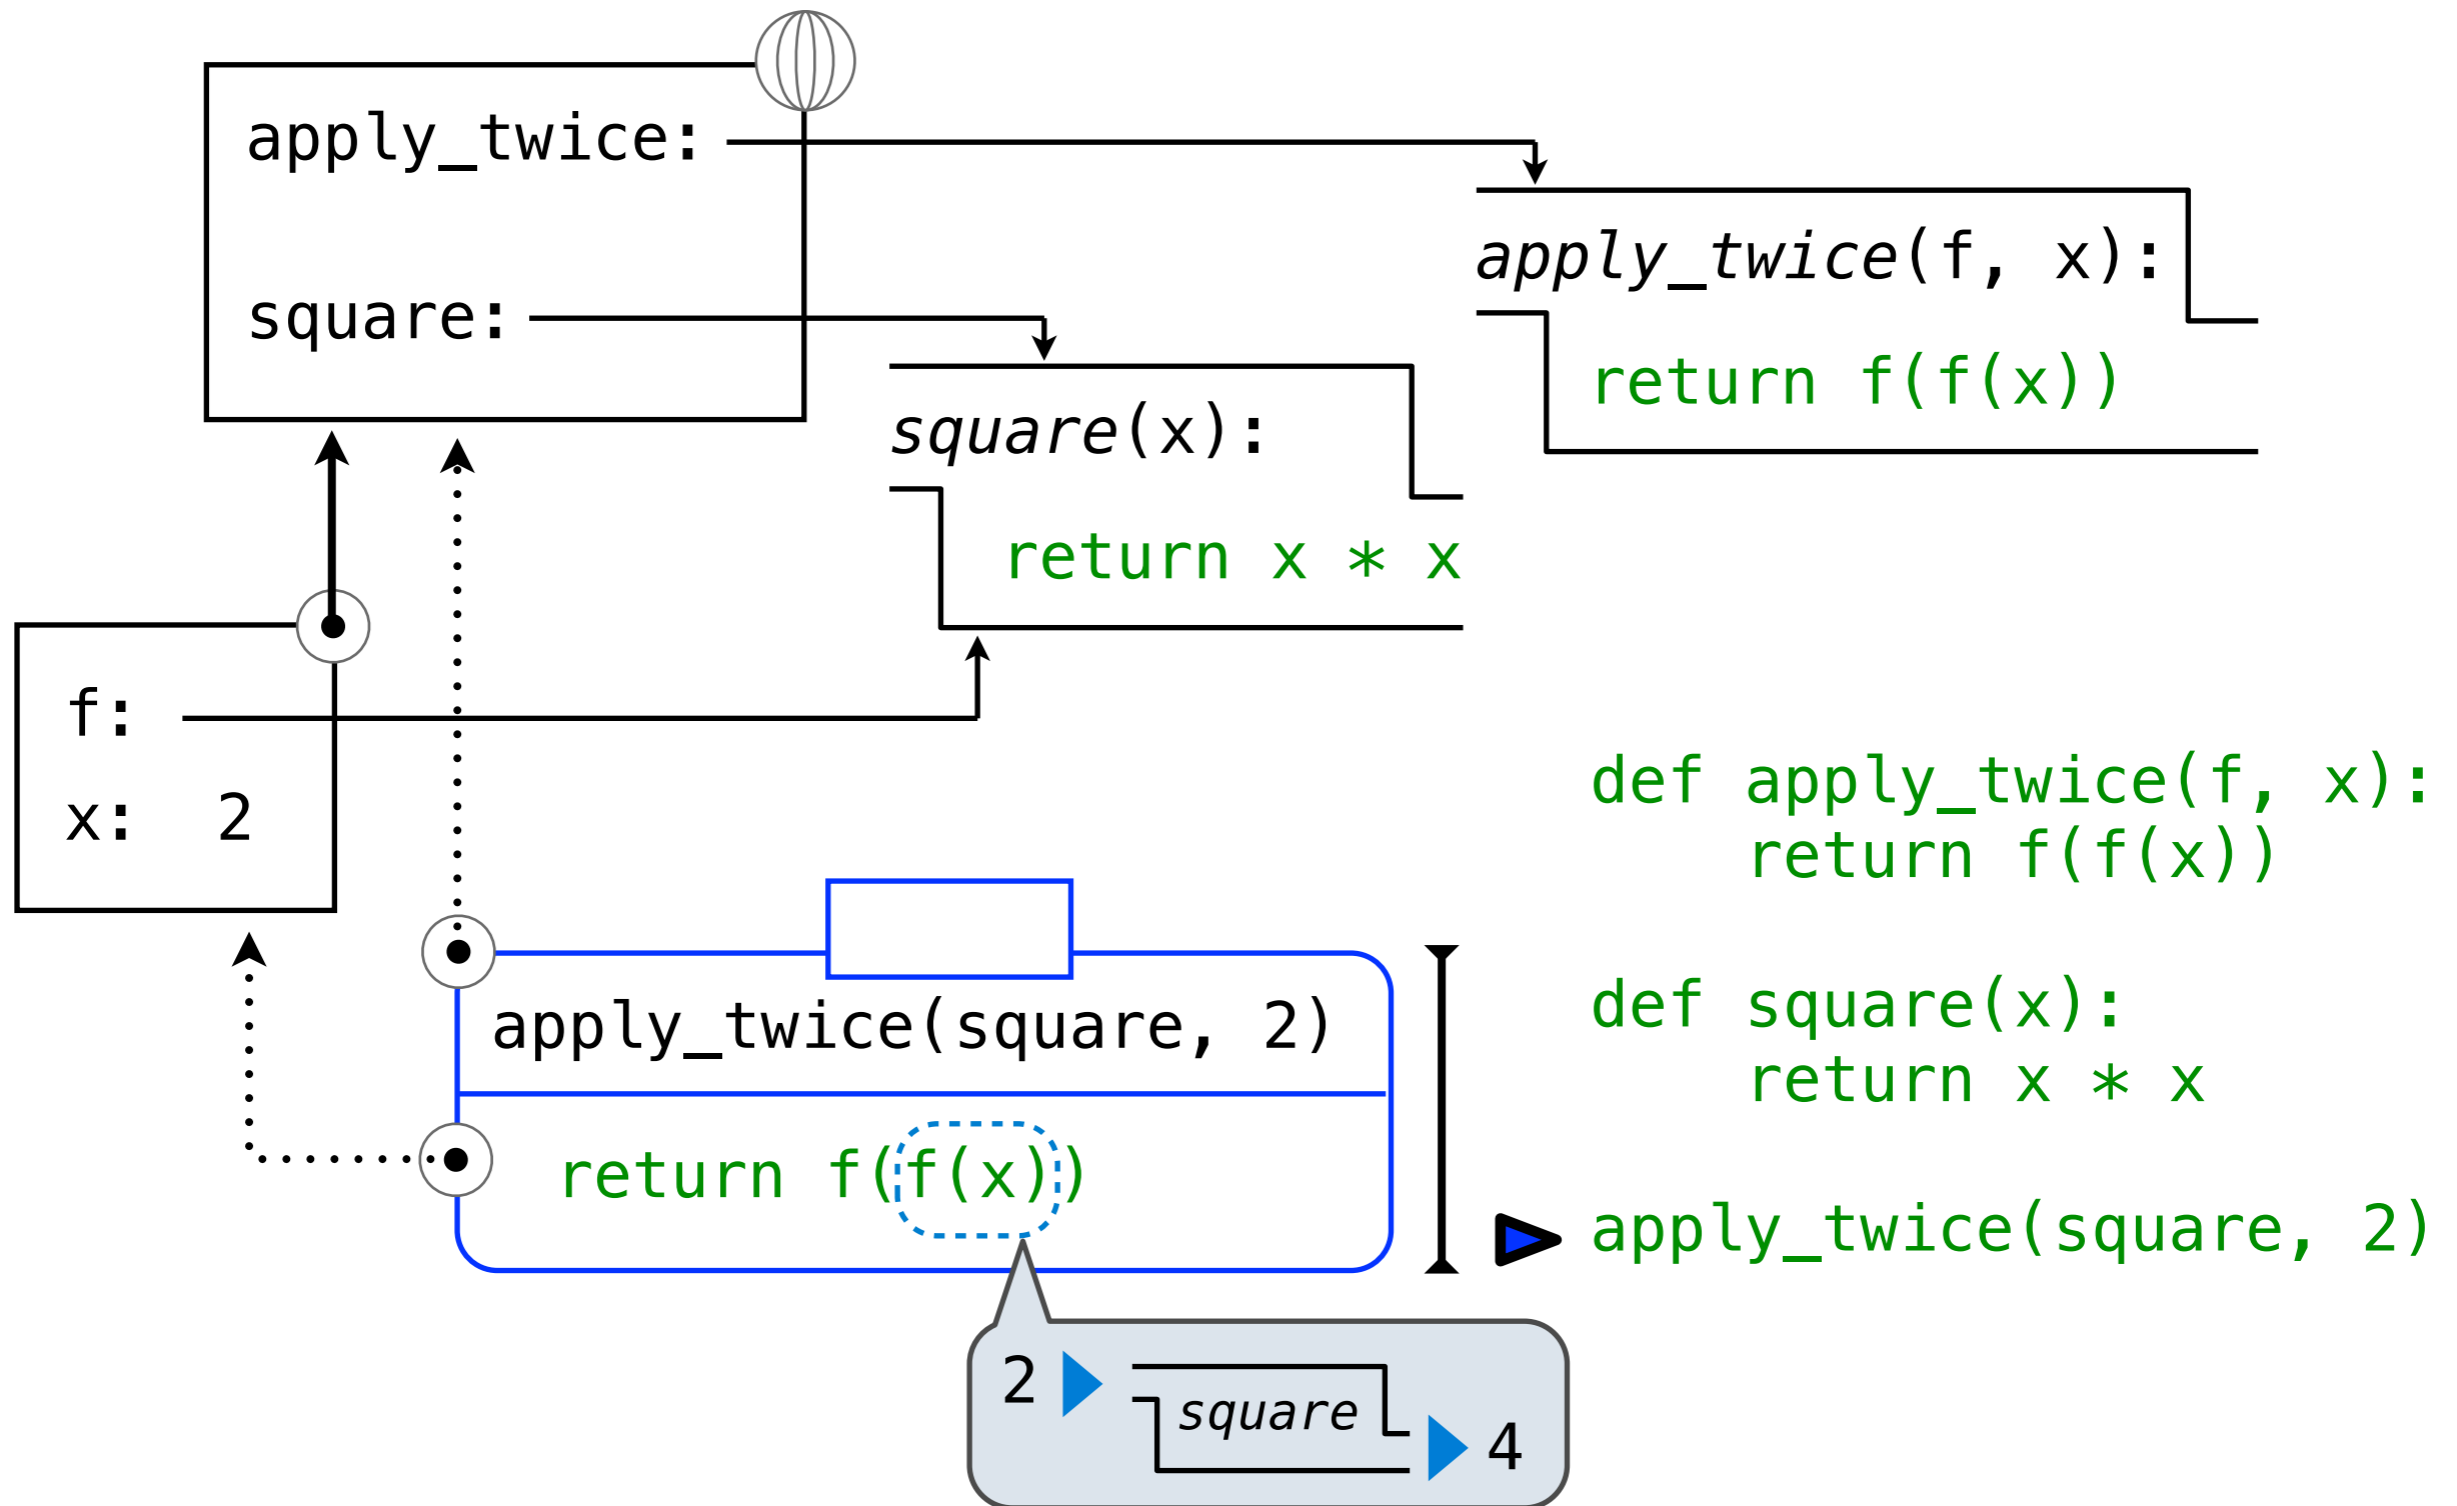 apply_twice:
square:
apply_twice(f, x):
return f(f(x))
square(x):
return x * x
f:
x: 2
def apply_twice(f, x):
    return f(f(x))
def square(x):
    return x * x
apply_twice(square, 2)
apply_twice(square, 2)
return f(f(x))
2 square 4